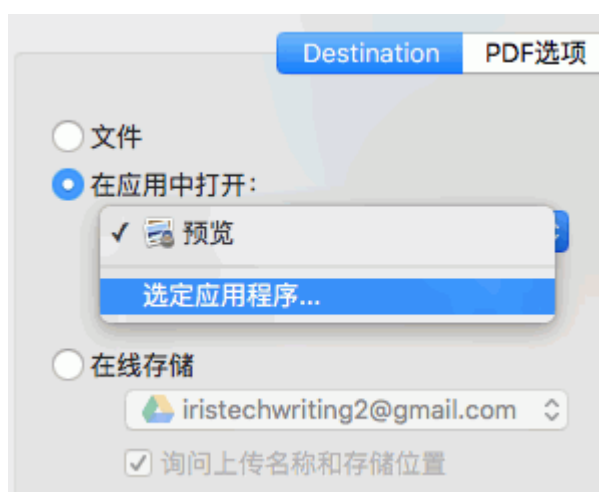 Destination PDF选项
文件
在应用中打开：
预览
选定应用程序...
在线存储
iristechwriting2@gmail.com
询问上传名称和存储位置